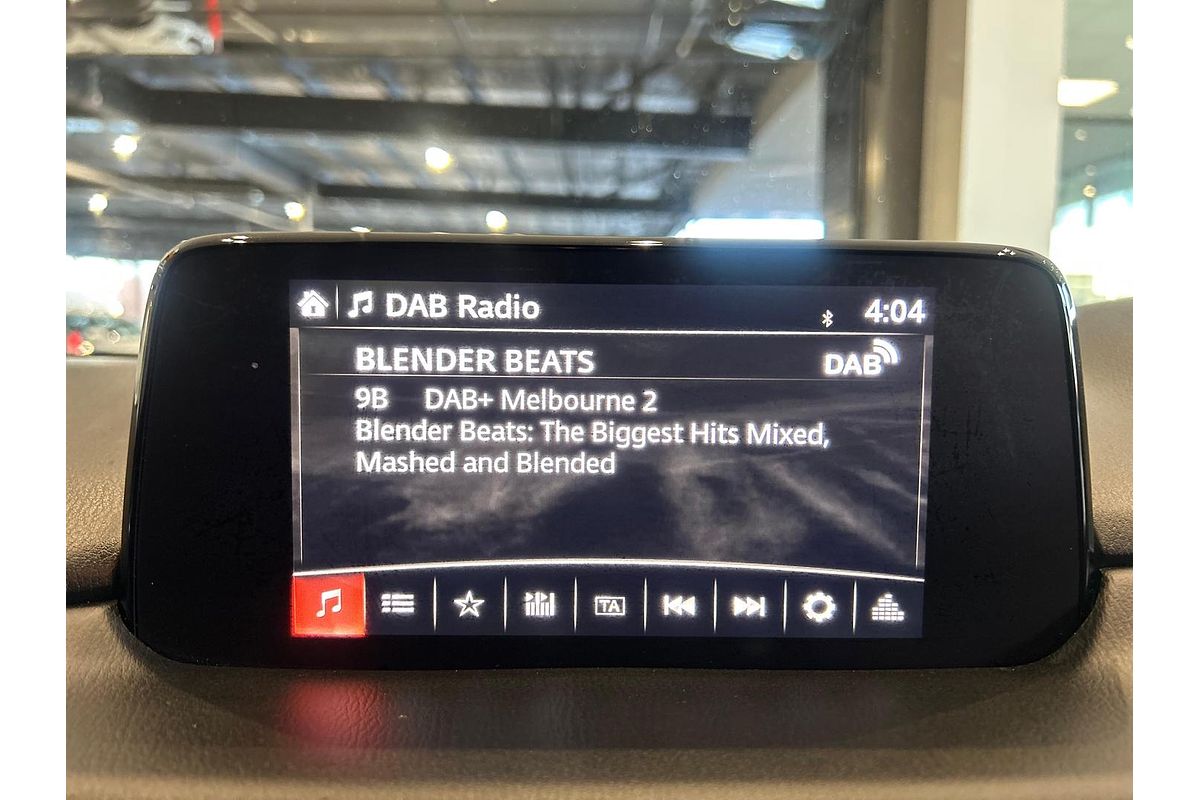 DAB Radio 4:04
BLENDER BEATS DAB
9B DAB+ Melbourne 2
Blender Beats: The Biggest Hits Mixed,
Mashed and Blended
TA